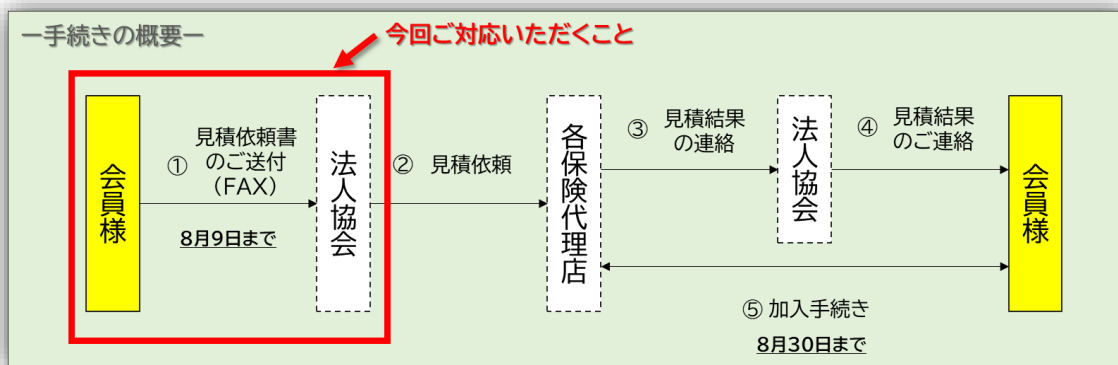 ー手続きの概要ー
今回ご対応いただくこと
会員様
①
見積依頼書
のご送付
（FAX）
8月9日まで
法人協会
② 見積依頼
各保険代理店
③
見積結果
の連絡
法人協会
④
見積結果
のご連絡
会員様
⑤ 加入手続き
8月30日まで